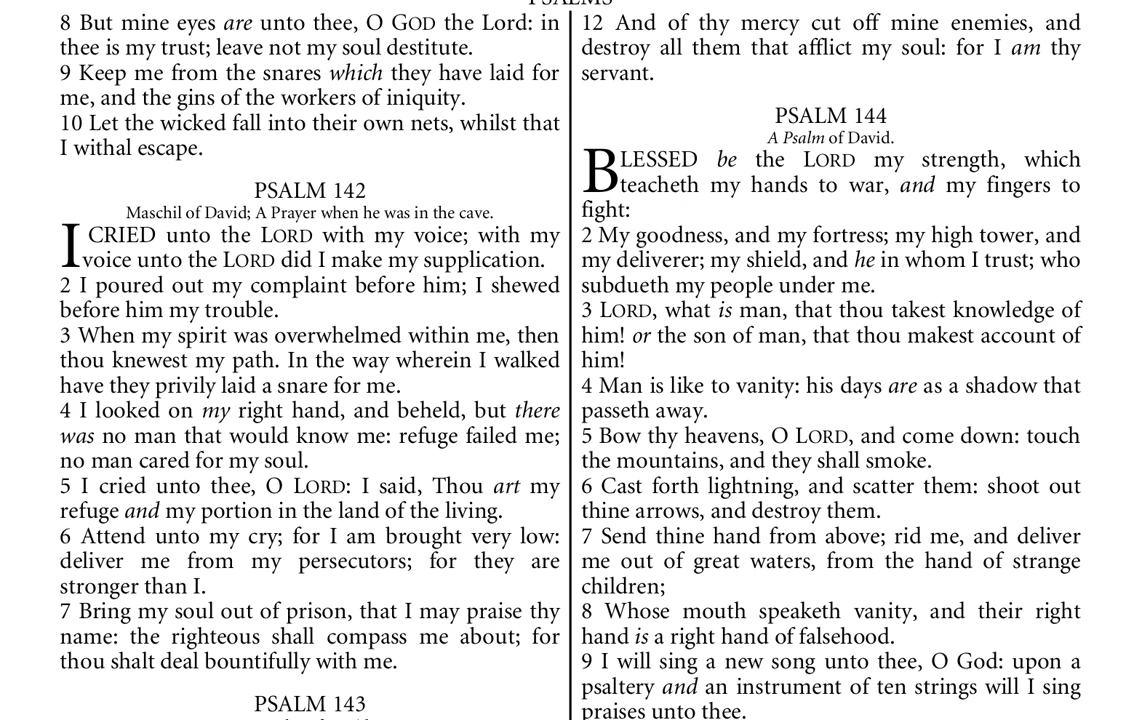 PSALMS
8 But mine eyes are unto thee, O GOD the Lord: in
thee is my trust; leave not my soul destitute.
9 Keep me from the snares which they have laid for
me, and the gins of the workers of iniquity.
10 Let the wicked fall into their own nets, whilst that
I withal escape.
PSALM 142
Maschil of David; A Prayer when he was in the cave.
I CRIED unto the LORD with my voice; with my
voice unto the LORD did I make my supplication.
2 I poured out my complaint before him; I shewed
before him my trouble.
3 When my spirit was overwhelmed within me, then
thou knewest my path. In the way wherein I walked
have they privily laid a snare for me.
4 I looked on my right hand, and beheld, but there
was no man that would know me: refuge failed me;
no man cared for my soul.
5 I cried unto thee, O LORD: I said, Thou art my
refuge and my portion in the land of the living.
6 Attend unto my cry; for I am brought very low:
deliver me from my persecutors; for they are
stronger than I.
7 Bring my soul out of prison, that I may praise thy
name: the righteous shall compass me about; for
thou shalt deal bountifully with me.
PSALM 143
12 And of thy mercy cut off mine enemies, and
destroy all them that afflict my soul: for I am thy
servant.
PSALM 144
A Psalm of David.
BLESSED be the LORD my strength, which
teacheth my hands to war, and my fingers to
fight:
2 My goodness, and my fortress; my high tower, and
my deliverer; my shield, and he in whom I trust; who
subdueth my people under me.
3 LORD, what is man, that thou takest knowledge of
him! or the son of man, that thou makest account of
him!
4 Man is like to vanity: his days are as a shadow that
passeth away.
5 Bow thy heavens, O LORD, and come down: touch
the mountains, and they shall smoke.
6 Cast forth lightning, and scatter them: shoot out
thine arrows, and destroy them.
7 Send thine hand from above; rid me, and deliver
me out of great waters, from the hand of strange
children;
8 Whose mouth speaketh vanity, and their right
hand is a right hand of falsehood.
9 I will sing a new song unto thee, O God: upon a
psaltery and an instrument of ten strings will I sing
praises unto thee.